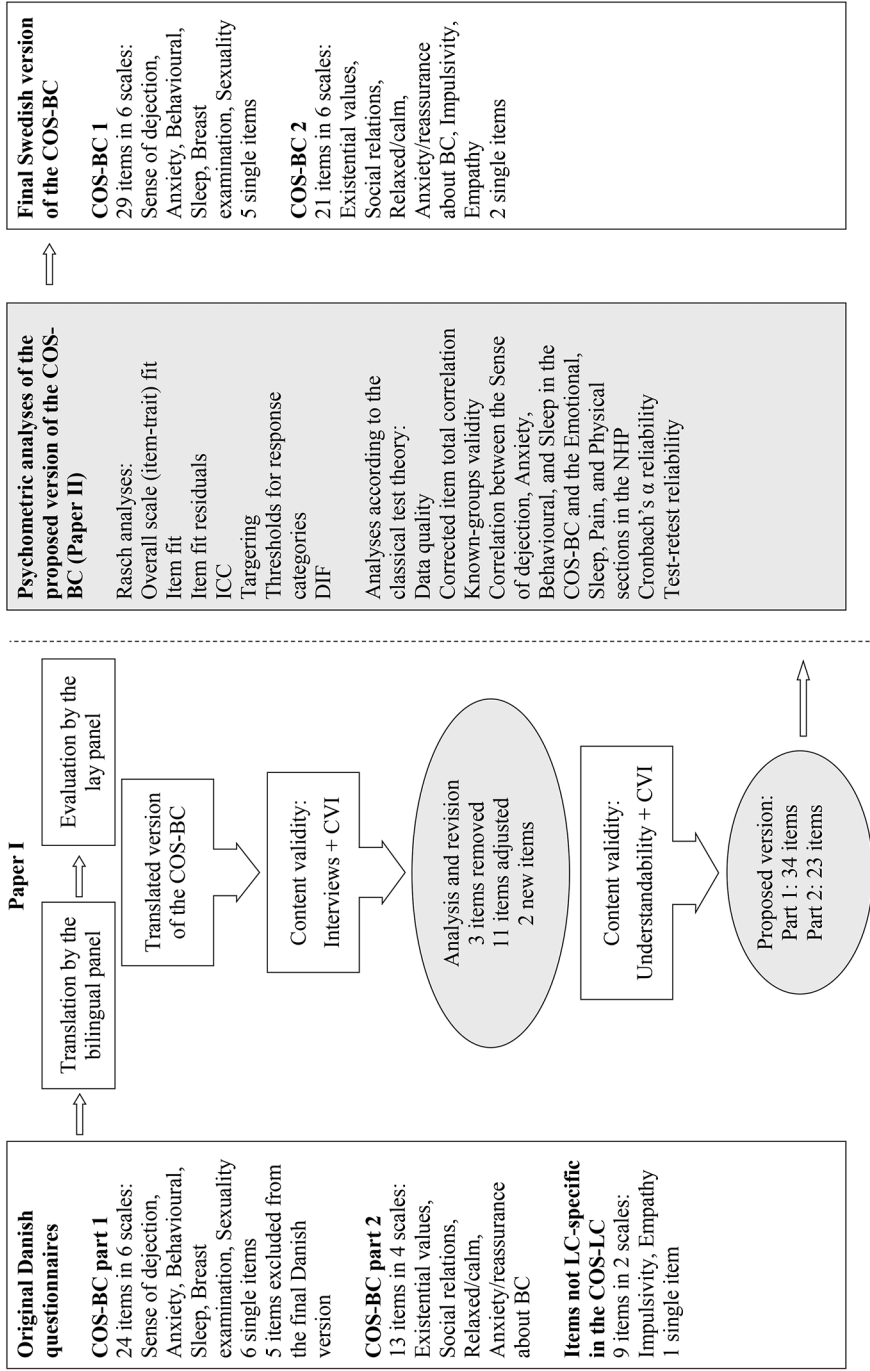 Original Danish
questionnaires
COS-BC part 1
24 items in 6 scales:
Sense of dejection,
Anxiety, Behavioural,
Sleep, Breast
examination, Sexuality
6 single items
5 items excluded from
the final Danish
version
COS-BC part 2
13 items in 4 scales:
Existential values,
Social relations,
Relaxed/calm,
Anxiety/reassurance
about BC
Items not LC-specific
in the COS-LC
9 items in 2 scales:
Impulsivity, Empathy
1 single item
Paper I
Translation by the
bilingual panel
Evaluation by the
lay panel
Translated version
of the COS-BC
Content validity:
Interviews + CVI
Analysis and revision
3 items removed
11 items adjusted
2 new items
Content validity:
Understandability + CVI
Proposed version:
Part 1: 34 items
Part 2: 23 items
Psychometric analyses of the
proposed version of the COS-
BC (Paper II)
Rasch analyses:
Overall scale (item-trait) fit
Item fit
Item fit residuals
ICC
Targering
Thresholds for response
categories
DIF
Analyses according to the
classical test theory:
Data quality
Corrected item total correlation
Known-groups validity
Correlation between the Sense
of dejection, Anxiety,
Behavioural, and Sleep in the
COS-BC and the Emotional,
Sleep, Pain, and Physical
sections in the NHP
Cronbach's α reliability
Test-retest reliability
Final Swedish version
of the COS-BC
COS-BC 1
29 items in 6 scales:
Sense of dejection,
Anxiety, Behavioural,
Sleep, Breast
examination, Sexuality
5 single items
COS-BC 2
21 items in 6 scales:
Existential values,
Social relations,
Relaxed/calm,
Anxiety/reassurance
about BC, Impulsivity,
Empathy
2 single items